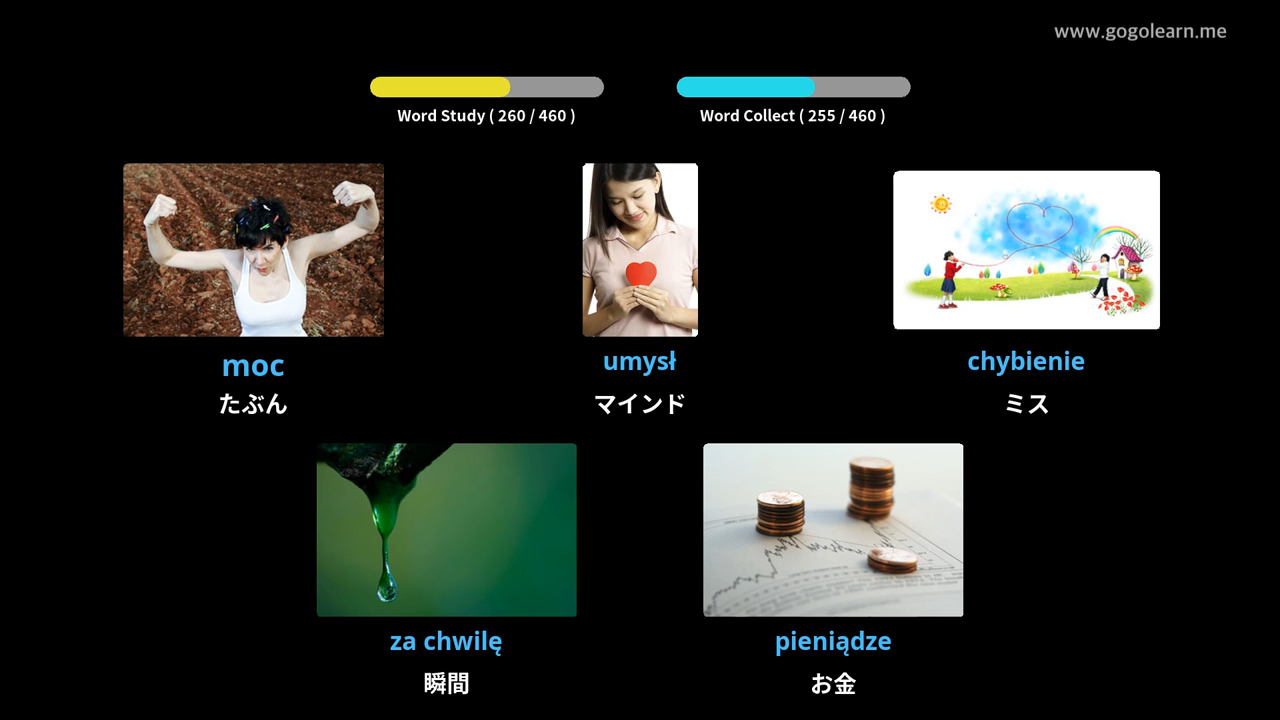 www.gogolearn.me
Word Study ( 260 / 460 )
Word Collect ( 255 / 460 )
moc
たぶん
umysł
マインド
chybienie
ミス
za chwilę
瞬間
pieniądze
お金